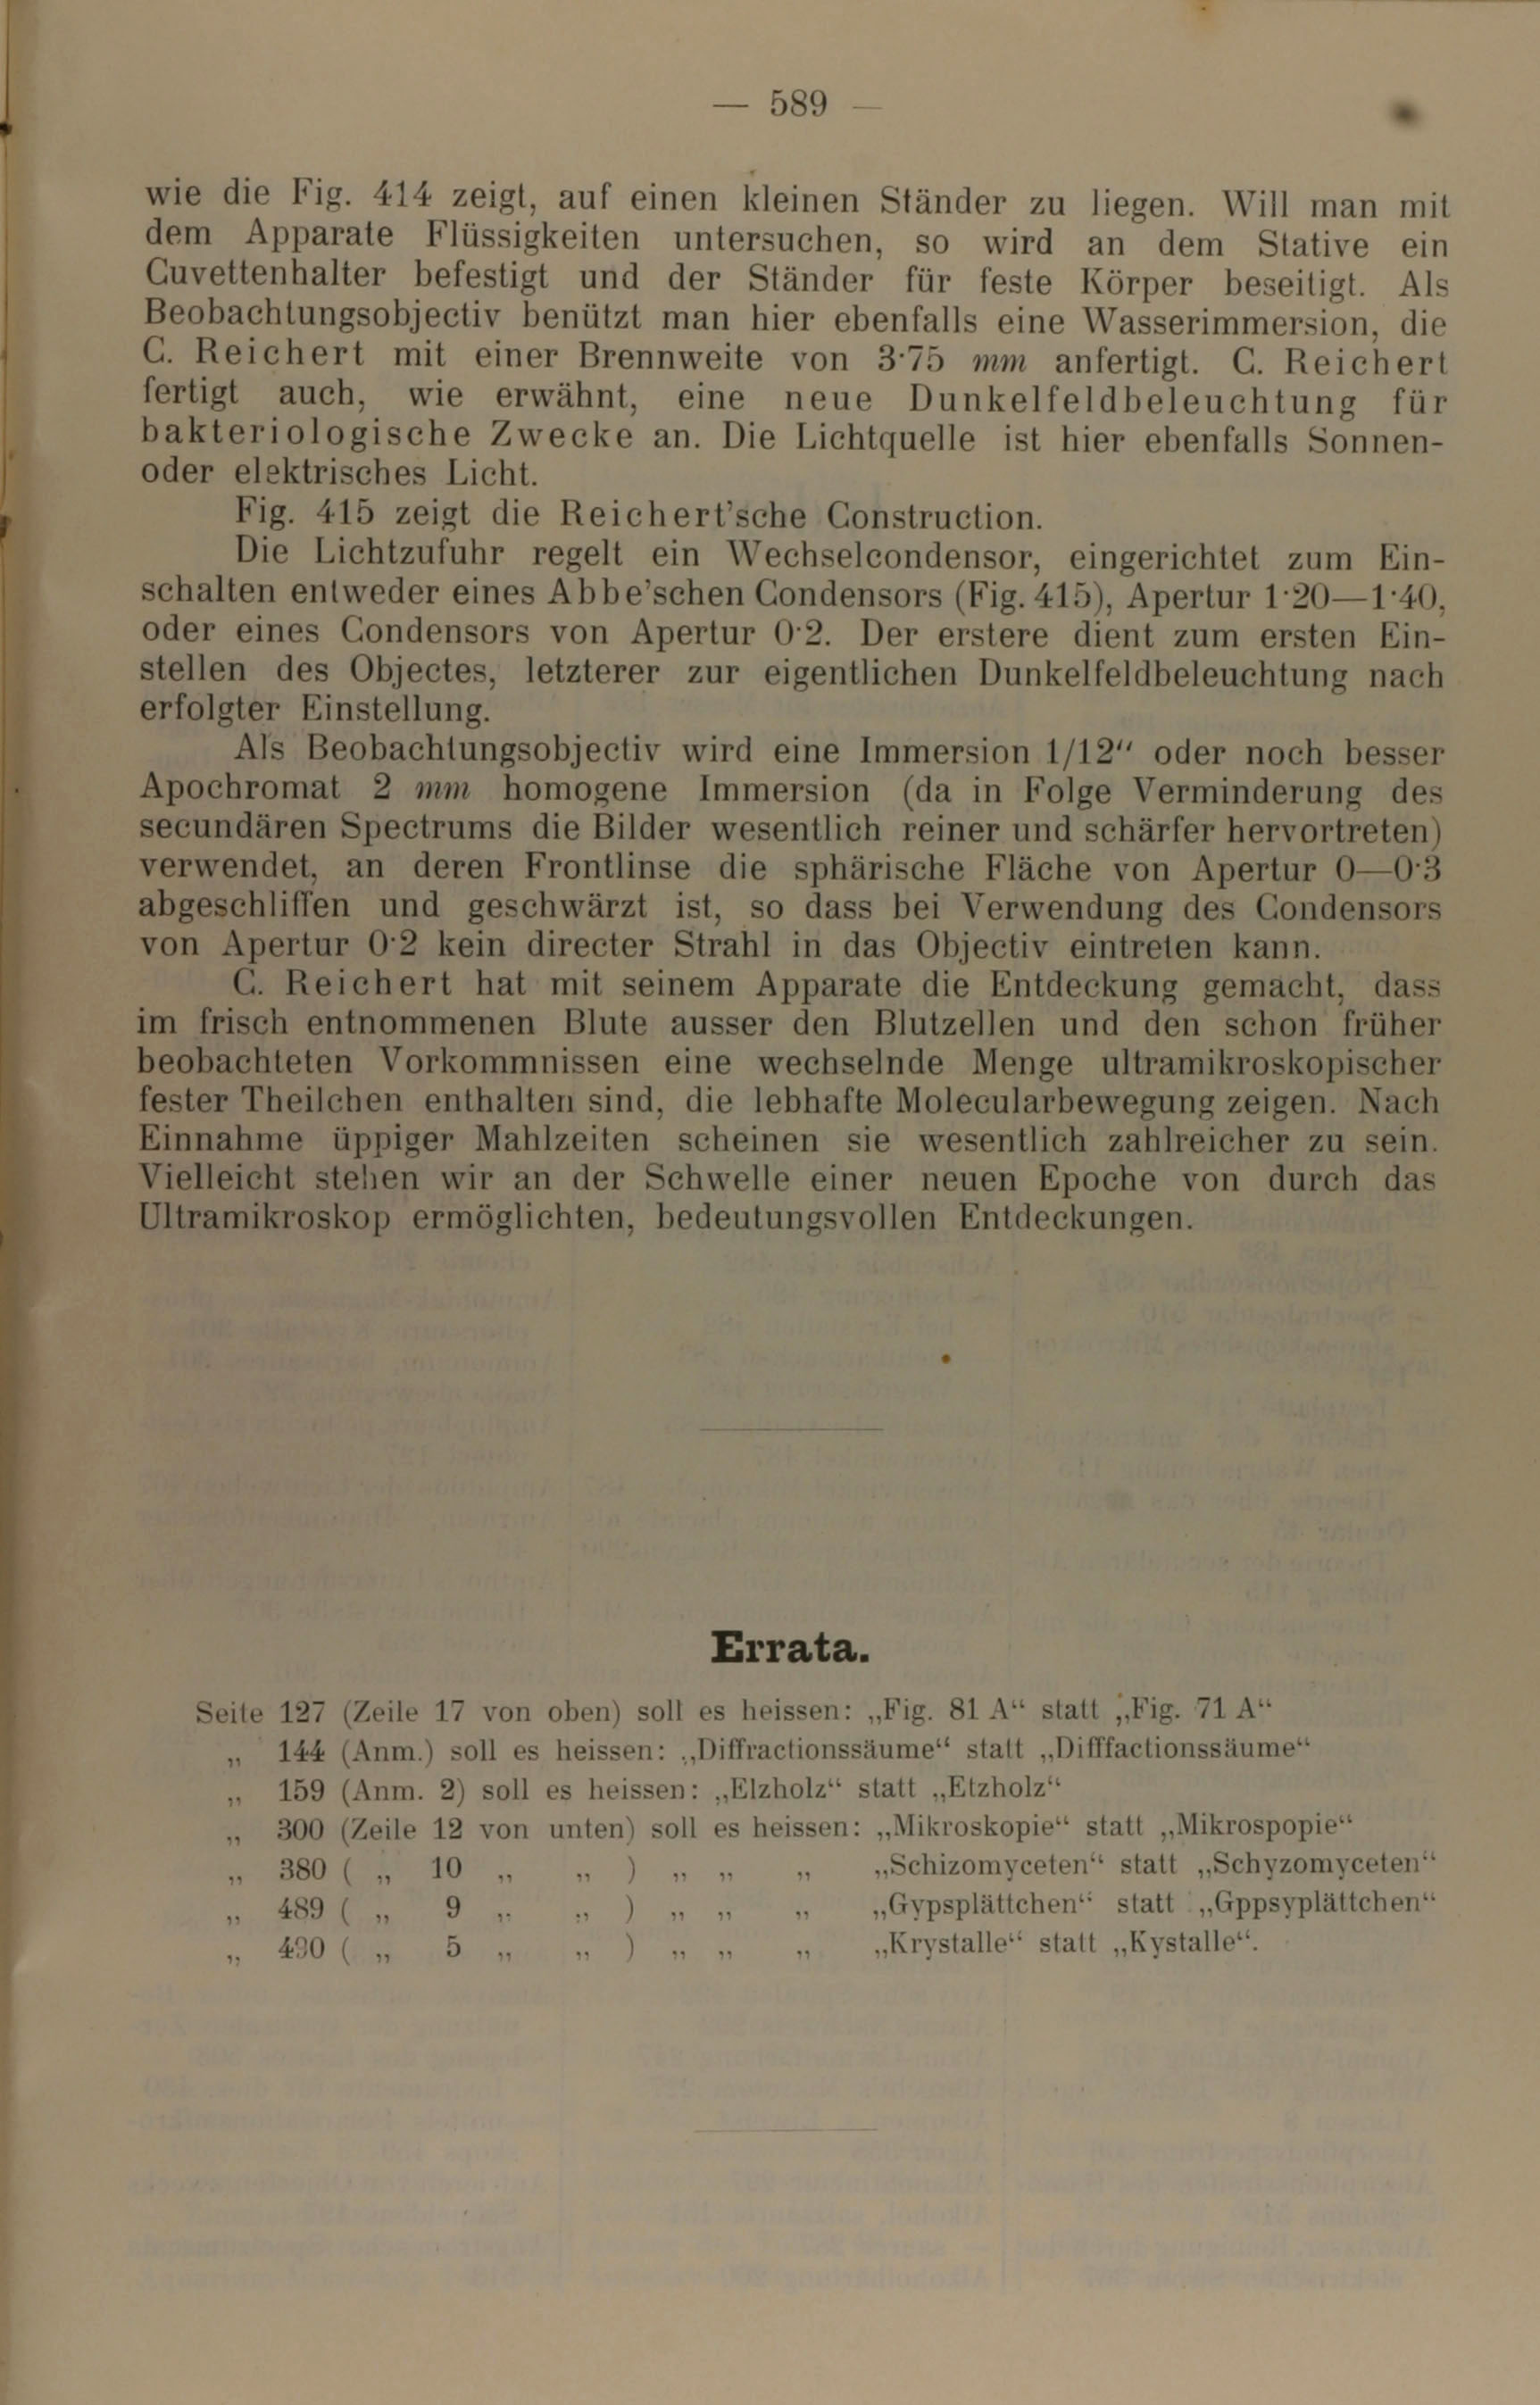 — 589 —
wie die Fig. 414 zeigt, auf einen kleinen Ständer zu liegen. Will man mit
dem Apparate Flüssigkeiten untersuchen, so wird an dem Stative ein
Cuvettenhalter befestigt und der Ständer für feste Körper beseitigt. Als
Beobachtungsobjectiv benützt man hier ebenfalls eine Wasserimmersion, die
C. Reichert mit einer Brennweite von 3·75 mm anfertigt. C. Reichert
fertigt auch, wie erwähnt, eine neue Dunkelfeldbeleuchtung für
bakteriologische Zwecke an. Die Lichtquelle ist hier ebenfalls Sonnen-
oder elektrisches Licht.
Fig. 415 zeigt die Reichert'sche Construction.
Die Lichtzufuhr regelt ein Wechselcondensor, eingerichtet zum Ein-
schalten entweder eines Abbe'schen Condensors (Fig. 415), Apertur 1·20—1·40,
oder eines Condensors von Apertur 0·2. Der erstere dient zum ersten Ein-
stellen des Objectes, letzterer zur eigentlichen Dunkelfeldbeleuchtung nach
erfolgter Einstellung.
Als Beobachtungsobjectiv wird eine Immersion 1/12″ oder noch besser
Apochromat 2 mm homogene Immersion (da in Folge Verminderung des
secundären Spectrums die Bilder wesentlich reiner und schärfer hervortreten)
verwendet, an deren Frontlinse die sphärische Fläche von Apertur 0—0·3
abgeschliffen und geschwärzt ist, so dass bei Verwendung des Condensors
von Apertur 0·2 kein directer Strahl in das Objectiv eintreten kann.
C. Reichert hat mit seinem Apparate die Entdeckung gemacht, dass
im frisch entnommenen Blute ausser den Blutzellen und den schon früher
beobachteten Vorkommnissen eine wechselnde Menge ultramikroskopischer
fester Theilchen enthalten sind, die lebhafte Molecularbewegung zeigen. Nach
Einnahme üppiger Mahlzeiten scheinen sie wesentlich zahlreicher zu sein.
Vielleicht stehen wir an der Schwelle einer neuen Epoche von durch das
Ultramikroskop ermöglichten, bedeutungsvollen Entdeckungen.
Errata.
Seite 127 (Zeile 17 von oben) soll es heissen: „Fig. 81 A“ statt „Fig. 71 A“
„ 144 (Anm.) soll es heissen: „Diffractionssäume“ statt „Difffactionssäume“
„ 159 (Anm. 2) soll es heissen: „Elzholz“ statt „Etzholz“
„ 300 (Zeile 12 von unten) soll es heissen: „Mikroskopie“ statt „Mikrospopie“
„ 380 ( „ 10 „ „ ) „ „ „ „Schizomyceten“ statt „Schyzomyceten“
„ 489 ( „ 9 „ „ ) „ „ „ „Gypsplättchen“ statt „Gppsyplättchen“
„ 490 ( „ 5 „ „ ) „ „ „ „Krystalle“ statt „Kystalle“.